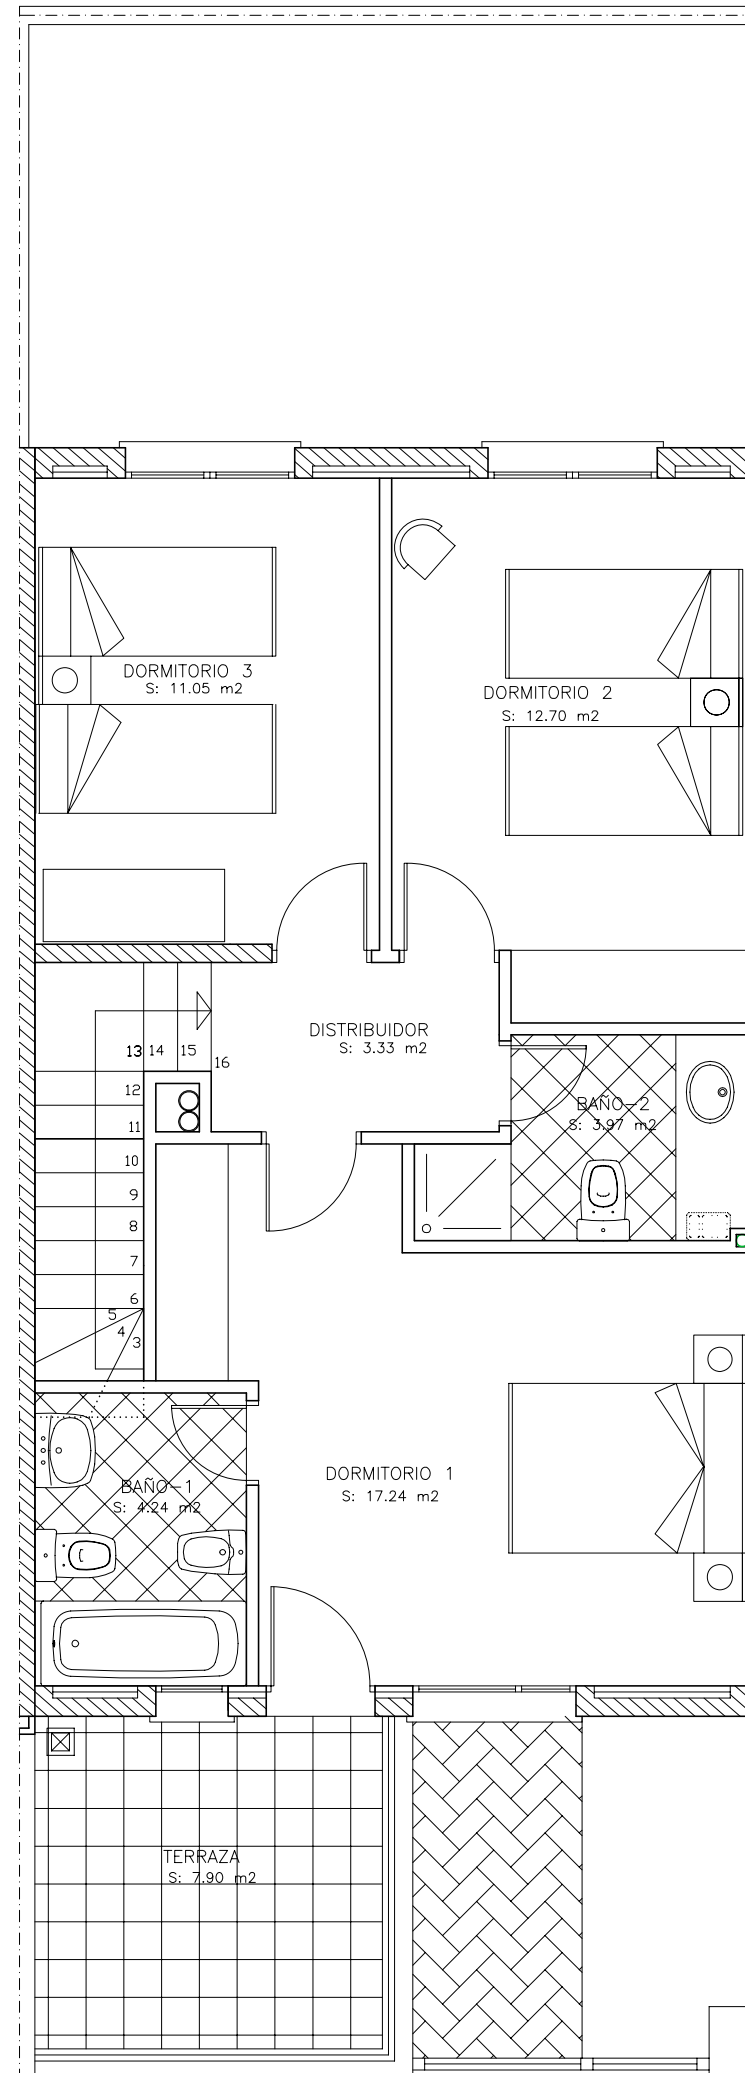 DORMITORIO 3
S: 11.05 m2
DORMITORIO 2
S: 12.70 m2
DISTRIBUIDOR
S: 3.33 m2
13 14 15
16
12
11
BAÑO-2
S: 3.97 m2
10
9
8
7
6
5
4
3
DORMITORIO 1
S: 17.24 m2
BAÑO-1
S: 4.24 m2
TERRAZA
S: 7.90 m2